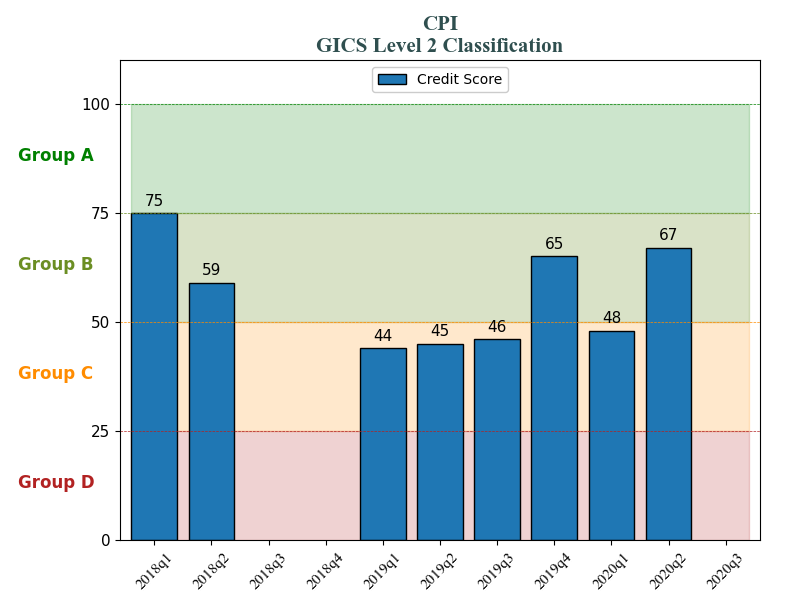 CPI
GICS Level 2 Classification
Credit Score
100
Group A
75
75
67
65
Group B
59
50
48
46
45
44
Group C
25
Group D
0
2018q1
2018q2
2018q3
2018q4
2019q1
2019q2
2019q3
2019q4
2020q1
2020q2
2020q3